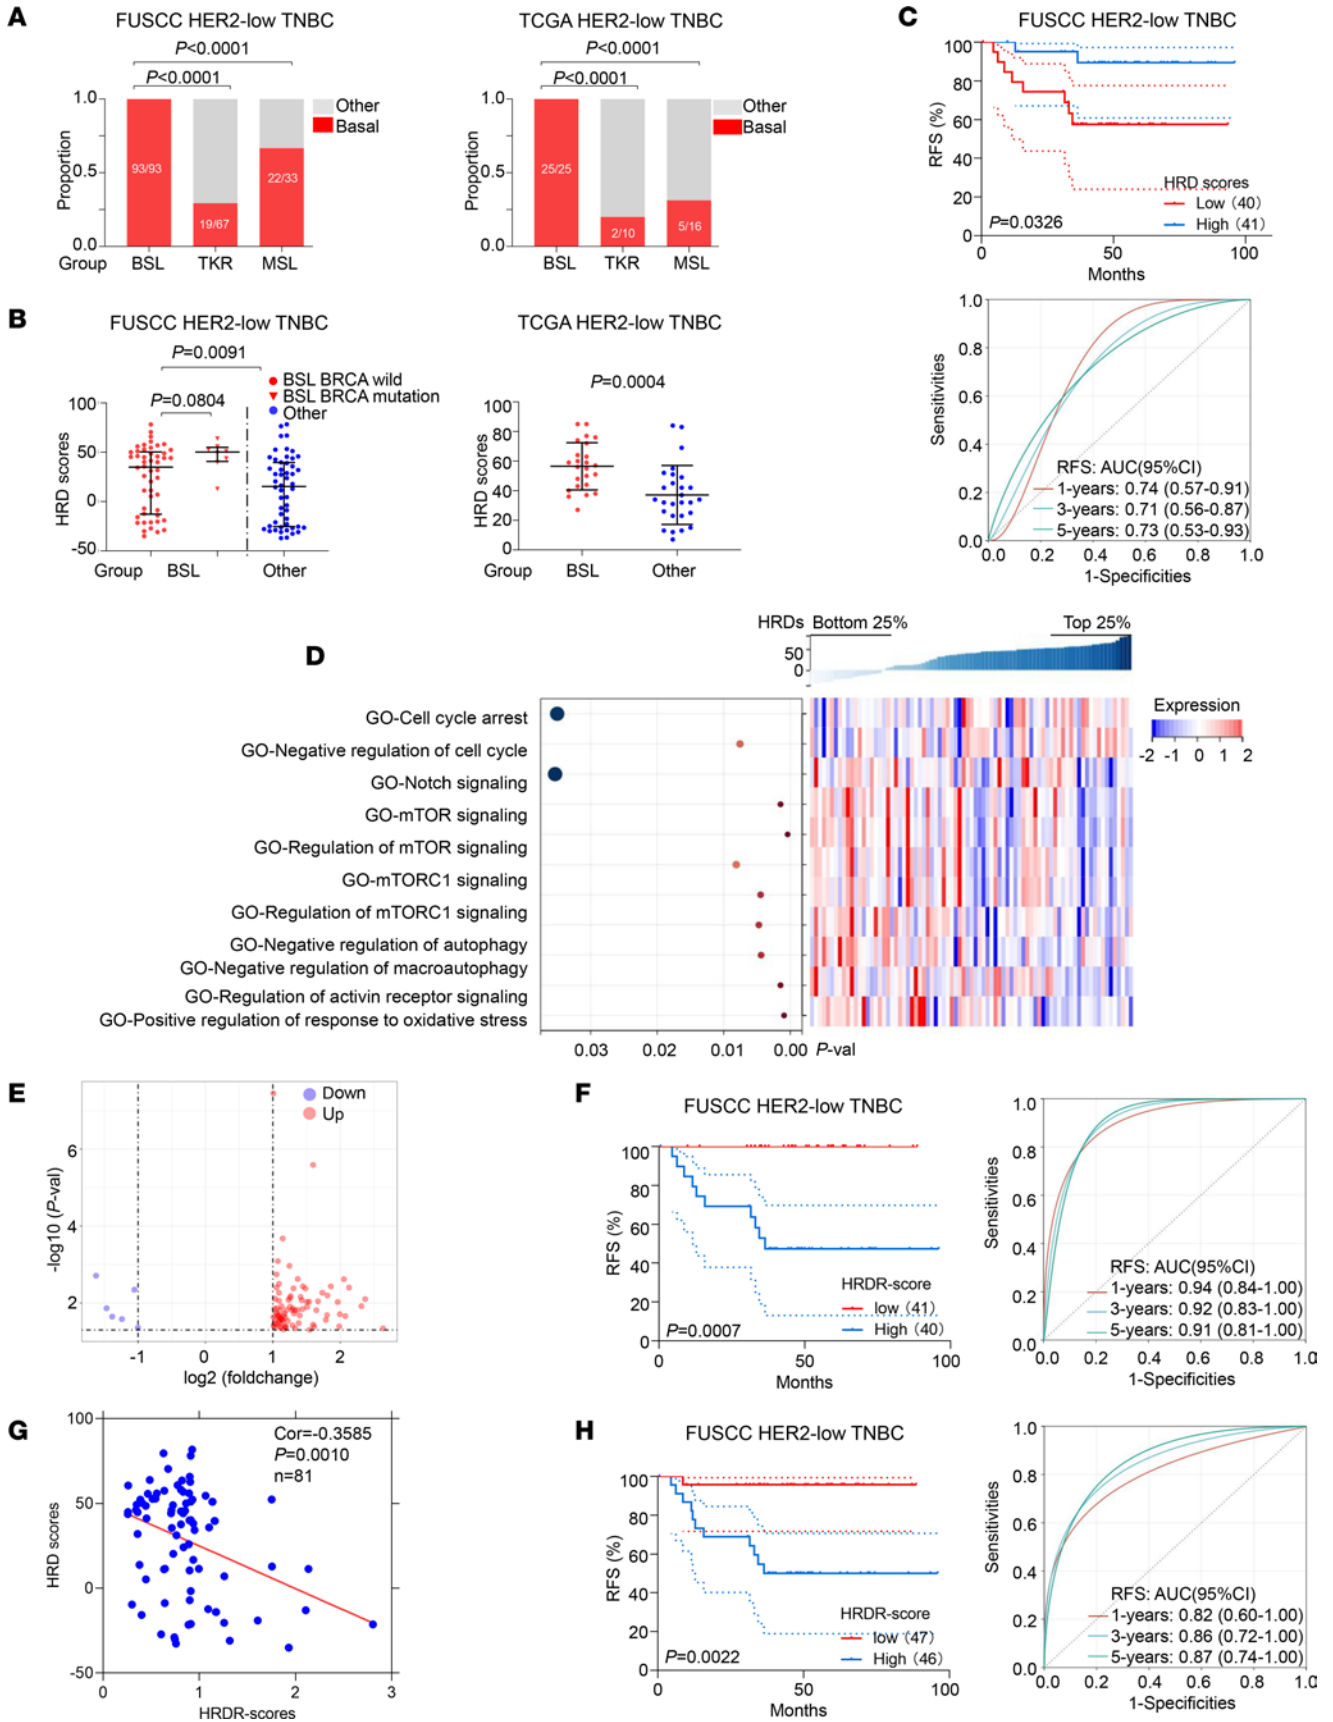 A
FUSCC HER2-low TNBC
P<0.0001
P<0.0001
1.0
0.5
0.0
Proportion
93/93
19/67
22/33
Other
Basal
Group BSL TKR MSL
TCGA HER2-low TNBC
P<0.0001
P<0.0001
1.0
0.5
0.0
Proportion
25/25
2/10
5/16
Other
Basal
BSL TKR MSL
C
FUSCC HER2-low TNBC
100
80
60
40
20
0
RFS (%)
HRD scores
Low (40)
High (41)
P=0.0326
0 50 100
Months
1.0
0.8
0.6
0.4
0.2
0.0
Sensitivities
RFS: AUC(95%CI)
1-years: 0.74 (0.57-0.91)
3-years: 0.71 (0.56-0.87)
5-years: 0.73 (0.53-0.93)
0.0 0.2 0.4 0.6 0.8 1.0
1-Specificities
B
FUSCC HER2-low TNBC
P=0.0091
P=0.0804
BSL BRCA wild
BSL BRCA mutation
Other
100
50
0
-50
HRD scores
Group BSL Other
TCGA HER2-low TNBC
P=0.0004
100
80
60
40
20
0
HRD scores
Group BSL Other
D
HRDs Bottom 25% Top 25%
50
0
Expression
-2 -1 0 1 2
GO-Cell cycle arrest
GO-Negative regulation of cell cycle
GO-Notch signaling
GO-mTOR signaling
GO-Regulation of mTOR signaling
GO-mTORC1 signaling
GO-Regulation of mTORC1 signaling
GO-Negative regulation of autophagy
GO-Negative regulation of macroautophagy
GO-Regulation of activin receptor signaling
GO-Positive regulation of response to oxidative stress
0.03 0.02 0.01 0.00 P-val
E
Down
Up
6
4
2
-log10 (P-val)
-1 0 1 2
log2 (foldchange)
F
FUSCC HER2-low TNBC
100
80
60
40
20
0
RFS (%)
HRDR-score
low (41)
High (40)
P=0.0007
0 50 100
Months
1.0
0.8
0.6
0.4
0.2
0.0
Sensitivities
RFS: AUC(95%CI)
1-years: 0.94 (0.84-1.00)
3-years: 0.92 (0.83-1.00)
5-years: 0.91 (0.81-1.00)
0.0 0.2 0.4 0.6 0.8 1.0
1-Specificities
G
100
50
0
-50
HRD scores
Cor=-0.3585
P=0.0010
n=81
0 1 2 3
HRDR-scores
H
FUSCC HER2-low TNBC
100
80
60
40
20
0
RFS (%)
HRDR-score
low (47)
High (46)
P=0.0022
0 50 100
Months
1.0
0.8
0.6
0.4
0.2
0.0
Sensitivities
RFS: AUC(95%CI)
1-years: 0.82 (0.60-1.00)
3-years: 0.86 (0.72-1.00)
5-years: 0.87 (0.74-1.00)
0.0 0.2 0.4 0.6 0.8 1.0
1-Specificities